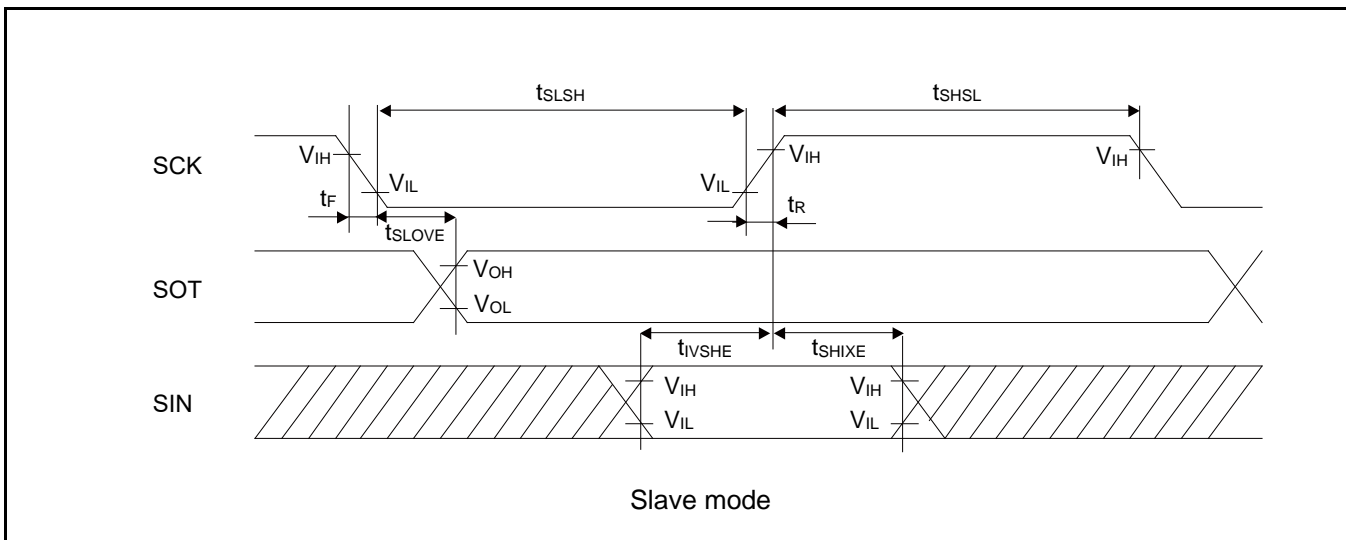 tSLSH
tSHSL
SCK
VIH
VIL
VIL
VIH
VIH
tF
tR
tSLOVE
SOT
VOH
VOL
tIVSHE
tSHIXE
SIN
VIH
VIH
VIL
VIL
Slave mode